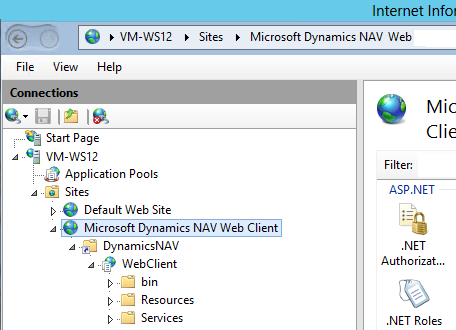 Internet Infor
VM-WS12 Sites Microsoft Dynamics NAV Web
File View Help
Connections
Start Page
VM-WS12
Application Pools
Sites
Default Web Site
Microsoft Dynamics NAV Web Client
DynamicsNAV
WebClient
bin
Resources
Services
Mic
Clie
Filter:
ASP.NET
.NET
Authorizat...
.NET Roles